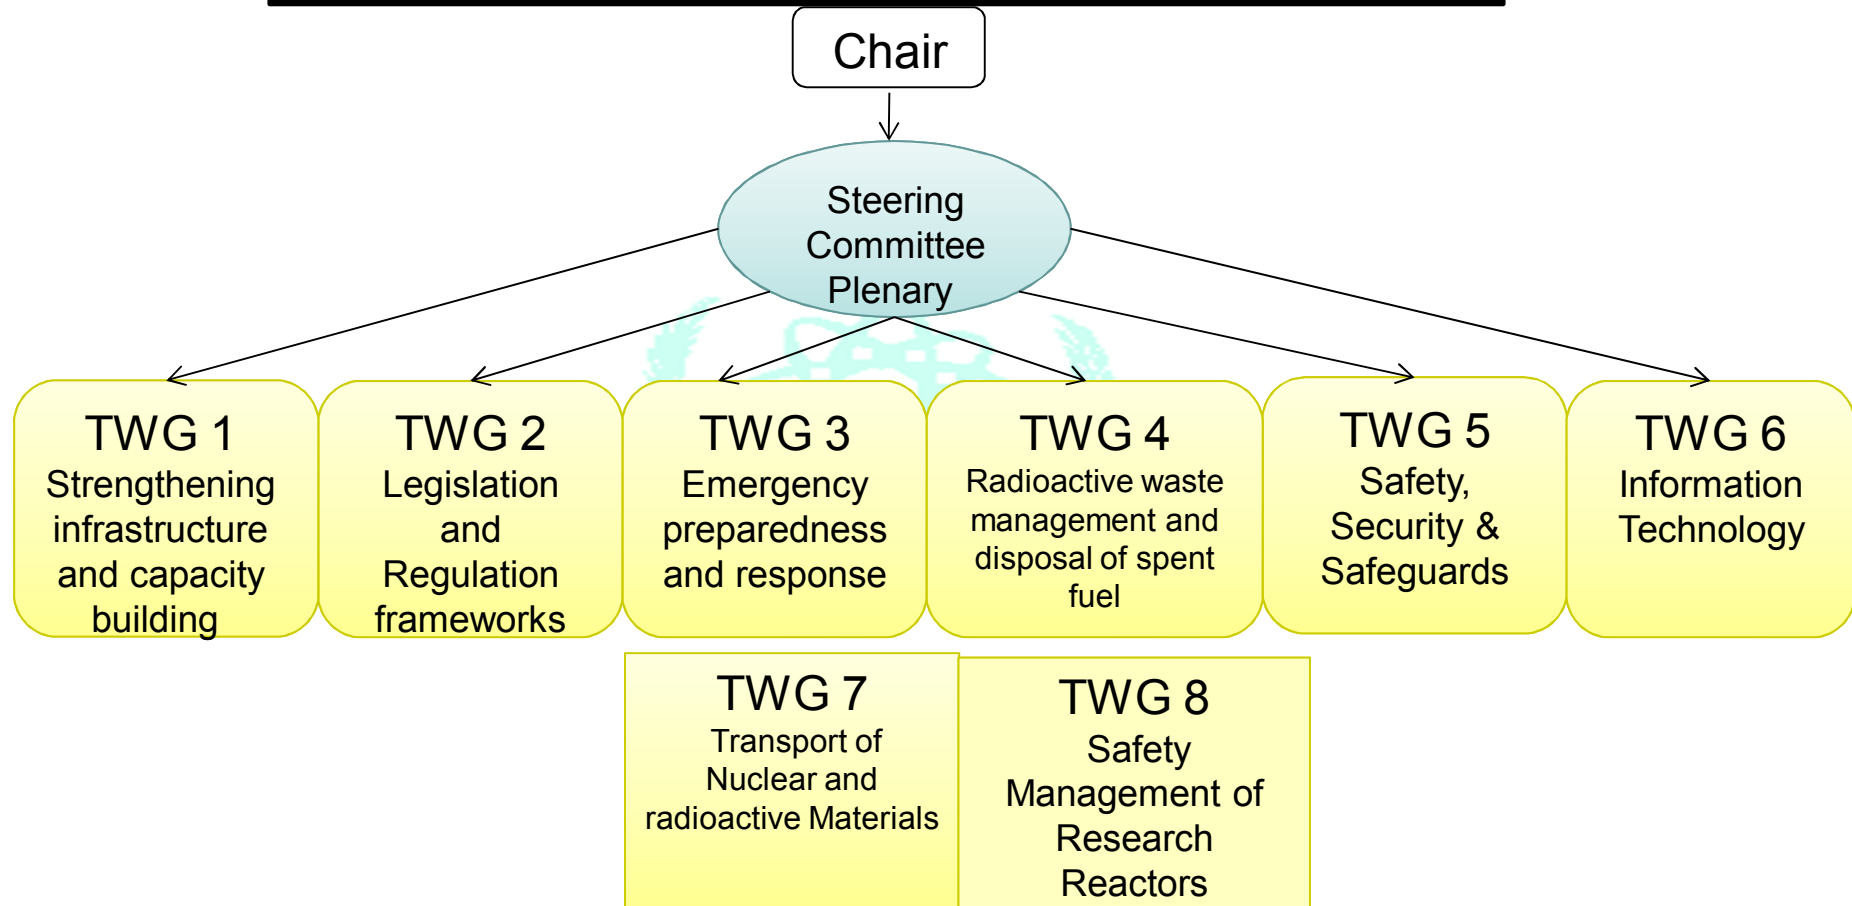 Chair
Steering
Committee
Plenary
TWG 1
Strengthening
infrastructure
and capacity
building
TWG 2
Legislation
and
Regulation
frameworks
TWG 3
Emergency
preparedness
and response
TWG 4
Radioactive waste
management and
disposal of spent
fuel
TWG 5
Safety,
Security &
Safeguards
TWG 6
Information
Technology
TWG 7
Transport of
Nuclear and
radioactive Materials
TWG 8
Safety
Management of
Research
Reactors